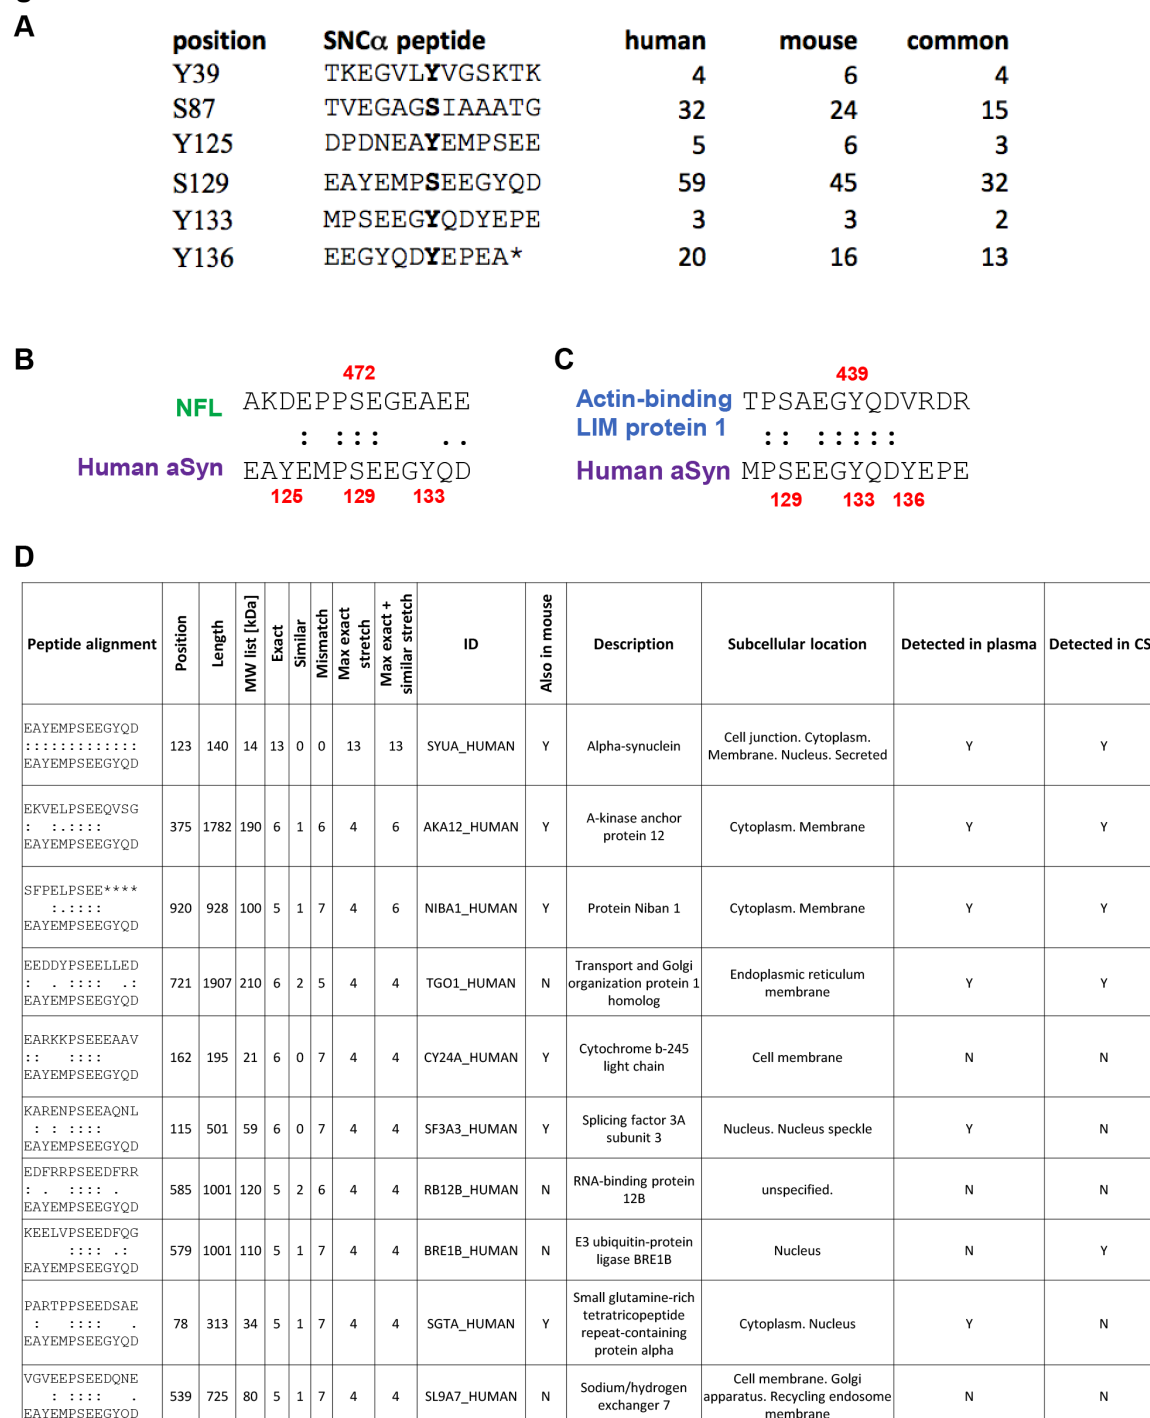 A
position SNCα peptide human mouse common
Y39 TKEGVLYVGSKTK 4 6 4
S87 TVEGAGSIAAATG 32 24 15
Y125 DPDNEAYEMPSEE 5 6 3
S129 EAYEMPSEEGYQD 59 45 32
Y133 MPSEEGYQDYEPE 3 3 2
Y136 EEGYQDYEPEA* 20 16 13
B
472
NFL AKDEPPSEGEAEE
: : : : . .
Human aSyn EAYEMPSEEGYQD
125 129 133
C
439
Actin-binding TPSAEGYQDVRDR
LIM protein 1 : : : : : : :
Human aSyn MPSEEGYQDYEPE
129 133 136
D
Peptide alignment Position Length MW list [kDa] Exact Similar Mismatch Max exact stretch Max exact + similar stretch ID Also in mouse Description Subcellular location Detected in plasma Detected in CS
EAYEMPSEEGYQD
:::::::::::::
EAYEMPSEEGYQD
123 140 14 13 0 0 13 13 SYUA_HUMAN Y Alpha-synuclein
Cell junction. Cytoplasm.
Membrane. Nucleus. Secreted
Y Y
EKVELPSEEQVSG
: :.::::
EAYEMPSEEGYQD
375 1782 190 6 1 6 4 6 AKA12_HUMAN Y
A-kinase anchor
protein 12
Cytoplasm. Membrane Y Y
SFPELPSEE****
:.::::
EAYEMPSEEGYQD
920 928 100 5 1 7 4 6 NIBA1_HUMAN Y Protein Niban 1 Cytoplasm. Membrane Y Y
EEDDYPSEELLED
: . :::: .:
EAYEMPSEEGYQD
721 1907 210 6 2 5 4 4 TGO1_HUMAN N
Transport and Golgi
organization protein 1
homolog
Endoplasmic reticulum
membrane
Y Y
EARKKPSEEEAAV
:: ::::
EAYEMPSEEGYQD
162 195 21 6 0 7 4 4 CY24A_HUMAN Y
Cytochrome b-245
light chain
Cell membrane N N
KARENPSEEAQNL
: : ::::
EAYEMPSEEGYQD
115 501 59 6 0 7 4 4 SF3A3_HUMAN Y
Splicing factor 3A
subunit 3
Nucleus. Nucleus speckle Y N
EDFRRPSEEDFRR
: . :::: .
EAYEMPSEEGYQD
585 1001 120 5 2 6 4 4 RB12B_HUMAN N
RNA-binding protein
12B
unspecified. N N
KEELVPSEEDFQG
:::: .:
EAYEMPSEEGYQD
579 1001 110 5 1 7 4 4 BRE1B_HUMAN N
E3 ubiquitin-protein
ligase BRE1B
Nucleus N Y
PARTPPSEEDSAE
: :::: .
EAYEMPSEEGYQD
78 313 34 5 1 7 4 4 SGTA_HUMAN Y
Small glutamine-rich
tetratricopeptide
repeat-containing
protein alpha
Cytoplasm. Nucleus Y N
VGVEEPSEEDQNE
: :::: .
EAYEMPSEEGYQD
539 725 80 5 1 7 4 4 SL9A7_HUMAN N
Sodium/hydrogen
exchanger 7
Cell membrane. Golgi
apparatus. Recycling endosome
membrane
N N